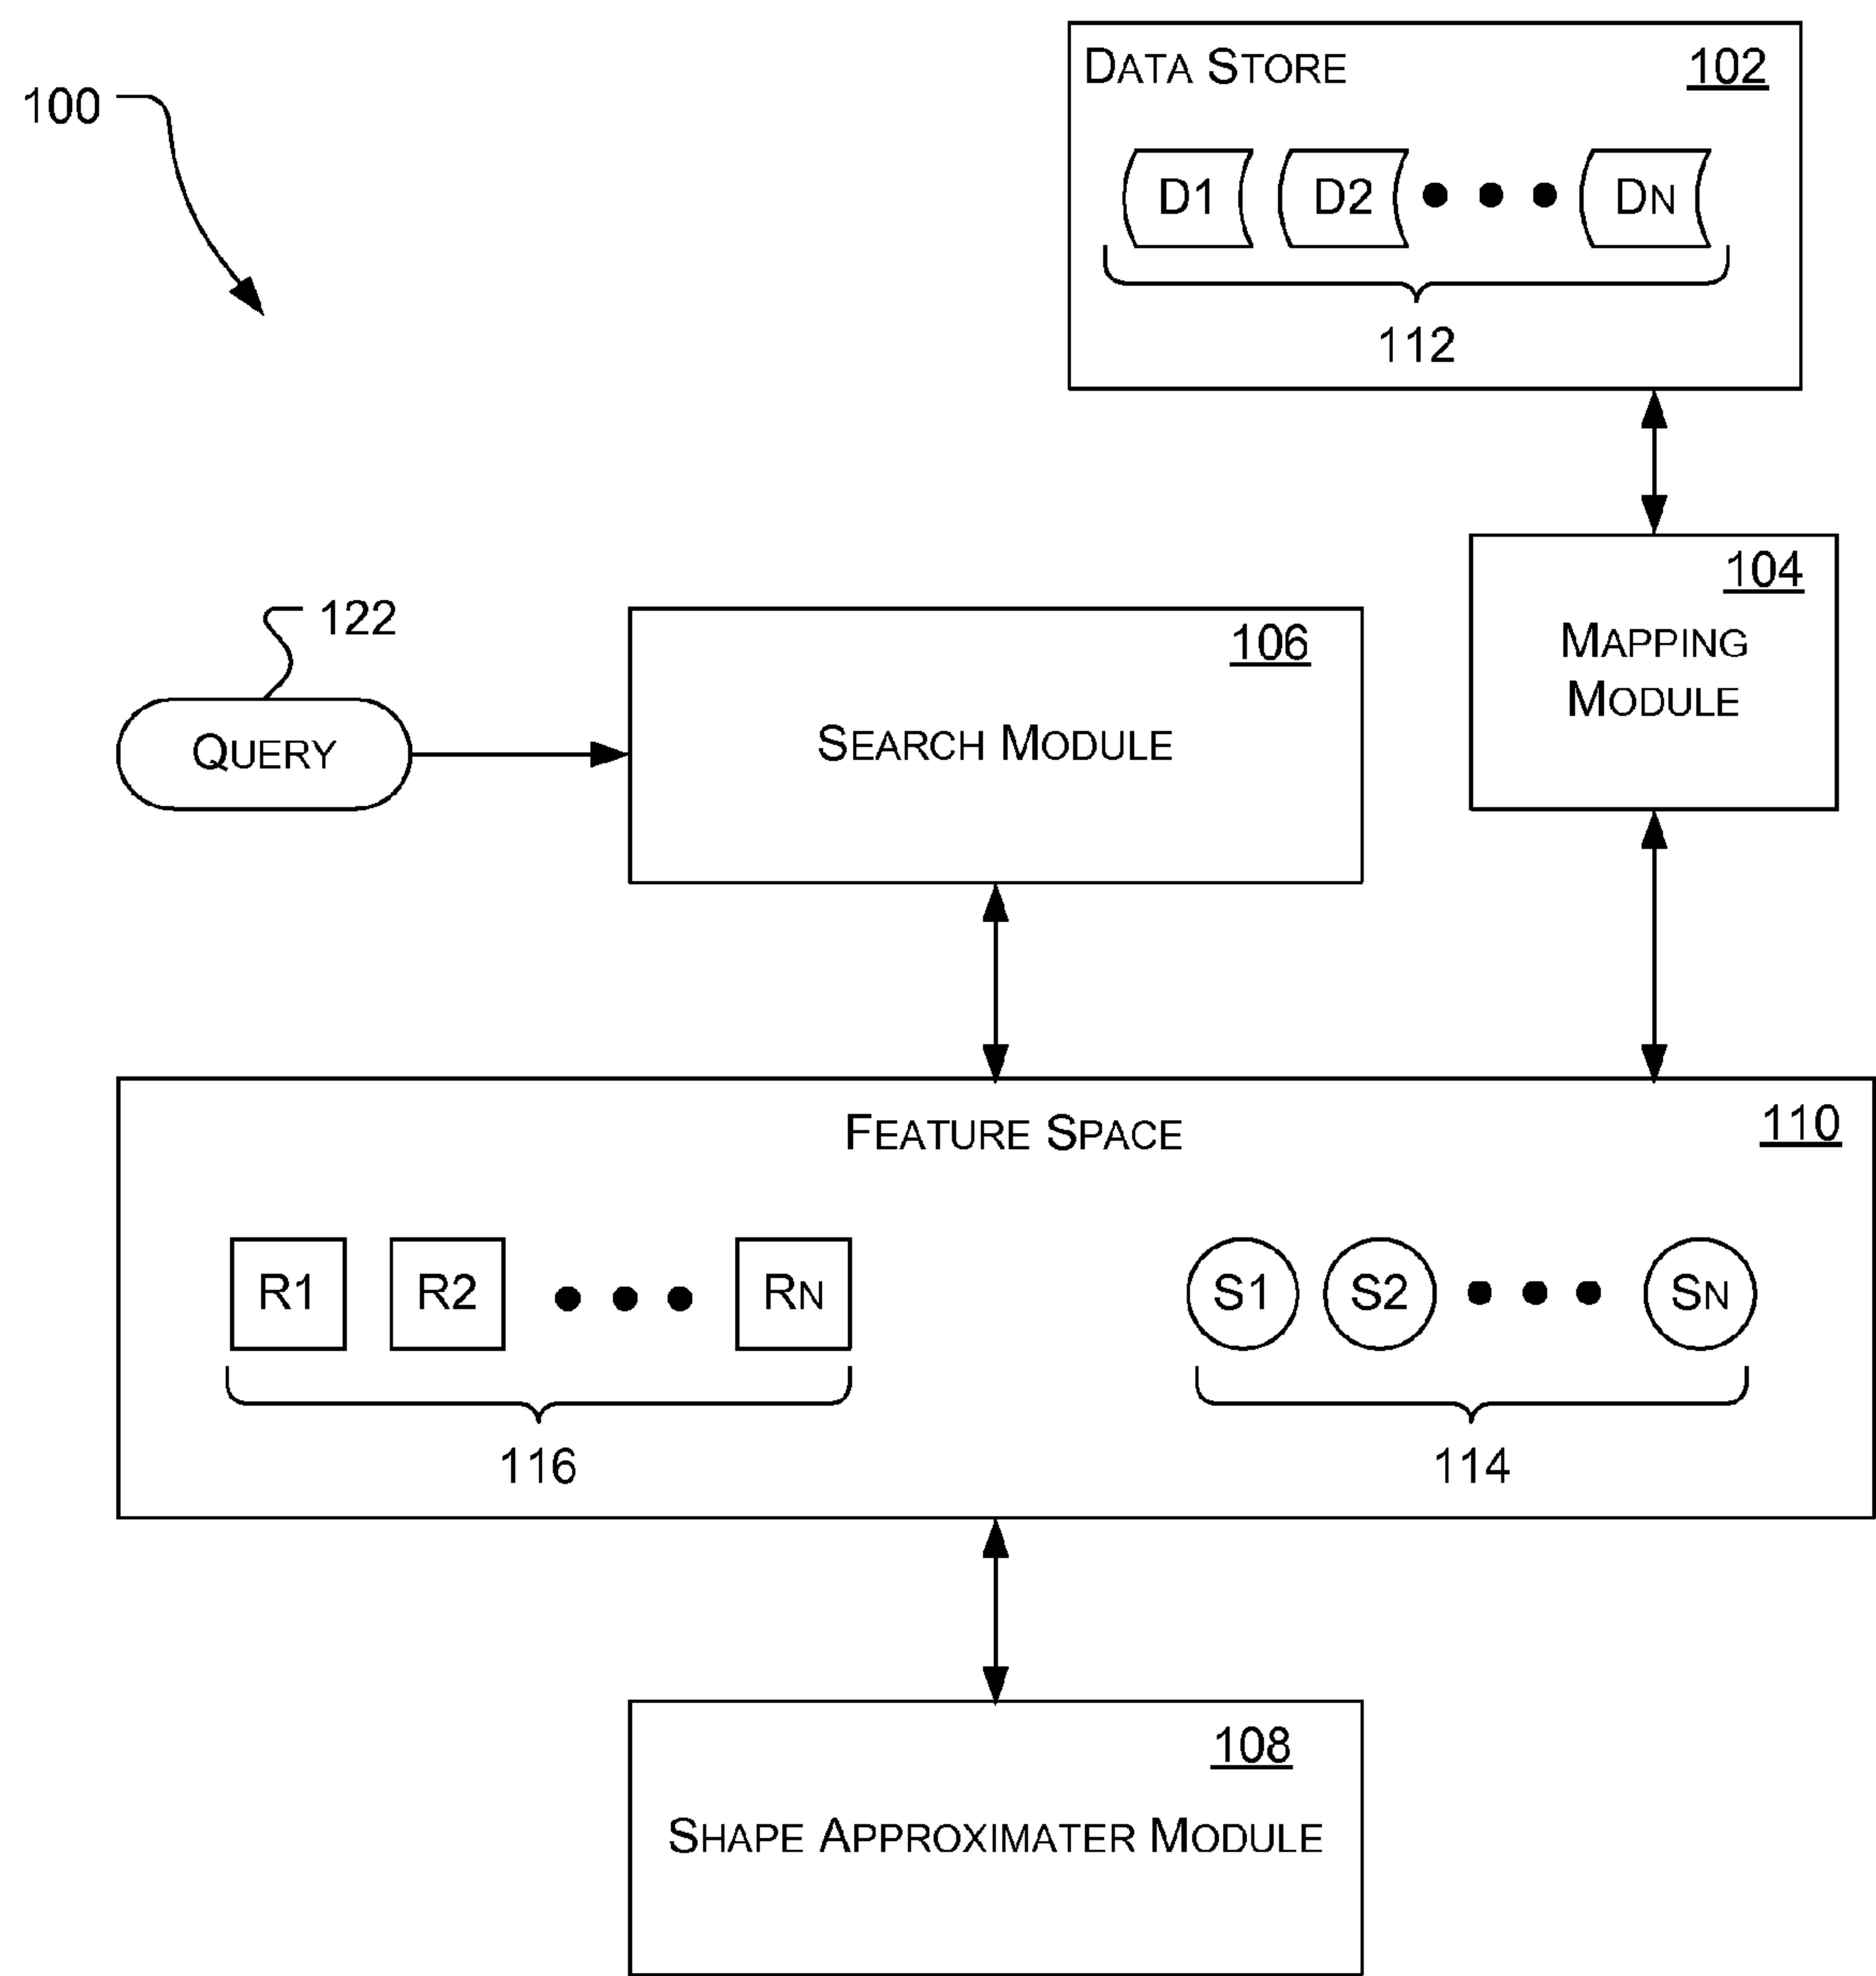 100
DATA STORE 102
D1 D2 DN
112
104
MAPPING
MODULE
122
106
QUERY
SEARCH MODULE
FEATURE SPACE 110
R1 R2 RN S1 S2 SN
116 114
108
SHAPE APPROXIMATER MODULE